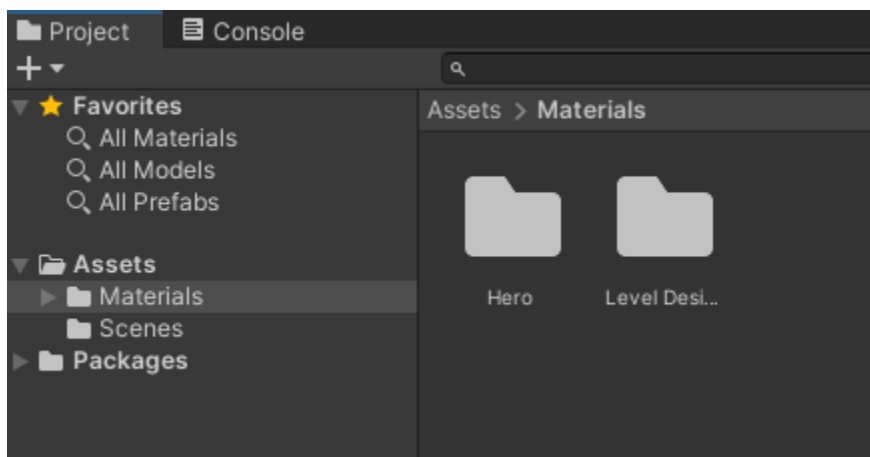 Project Console
Favorites
All Materials
All Models
All Prefabs
Assets
Materials
Scenes
Packages
Assets > Materials
Hero
Level Desi...